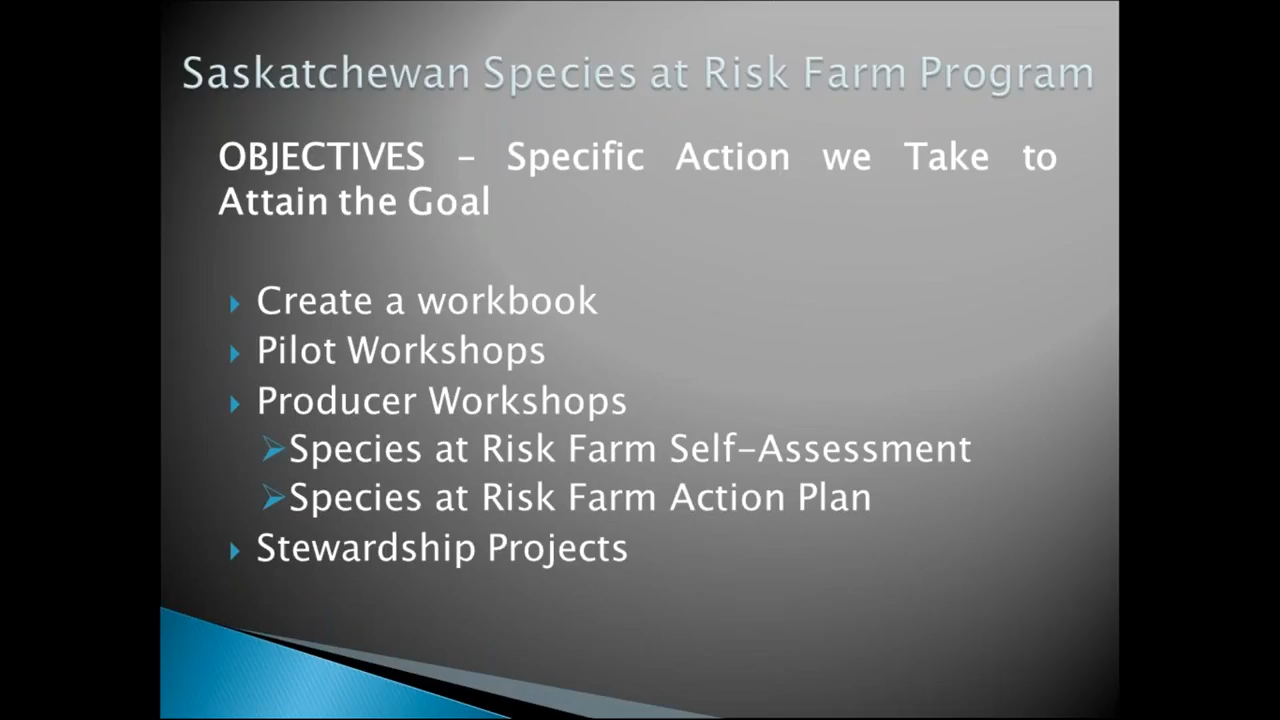 Saskatchewan Species at Risk Farm Program
OBJECTIVES – Specific Action we Take to
Attain the Goal
Create a workbook
Pilot Workshops
Producer Workshops
Species at Risk Farm Self-Assessment
Species at Risk Farm Action Plan
Stewardship Projects